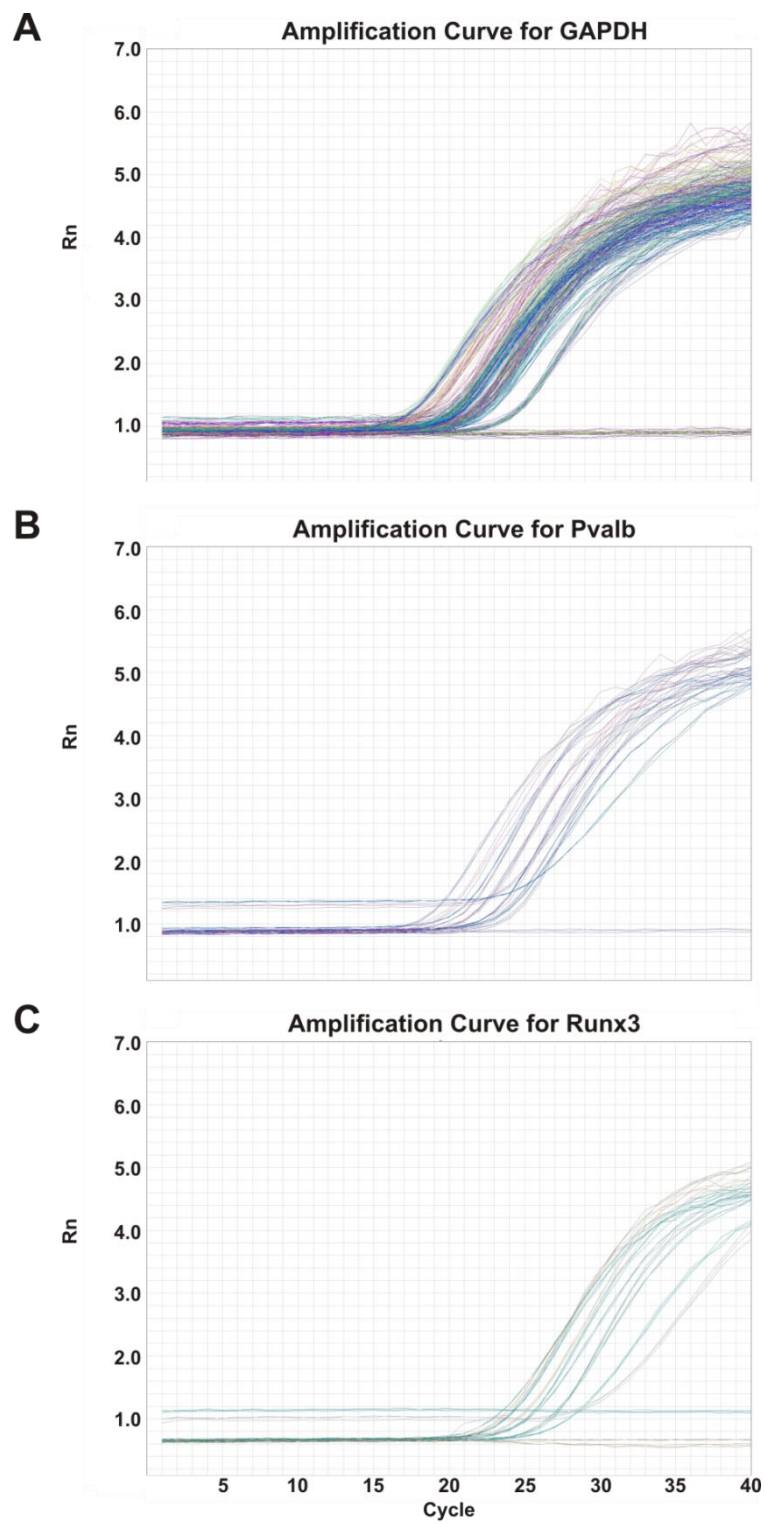 A
Amplification Curve for GAPDH
7.0
6.0
5.0
4.0
3.0
2.0
1.0
Rn
B
Amplification Curve for Pvalb
7.0
6.0
5.0
4.0
3.0
2.0
1.0
Rn
C
Amplification Curve for Runx3
7.0
6.0
5.0
4.0
3.0
2.0
1.0
Rn
5 10 15 20 25 30 35 40
Cycle